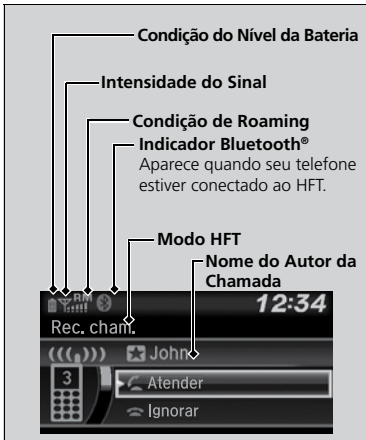 Condição do Nível da Bateria
Intensidade do Sinal
Condição de Roaming
Indicador Bluetooth®
Aparece quando seu telefone
estiver conectado ao HFT.
Modo HFT
Nome do Autor da
Chamada
RM 12:34
Rec. cham.
John
3
Atender
Ignorar